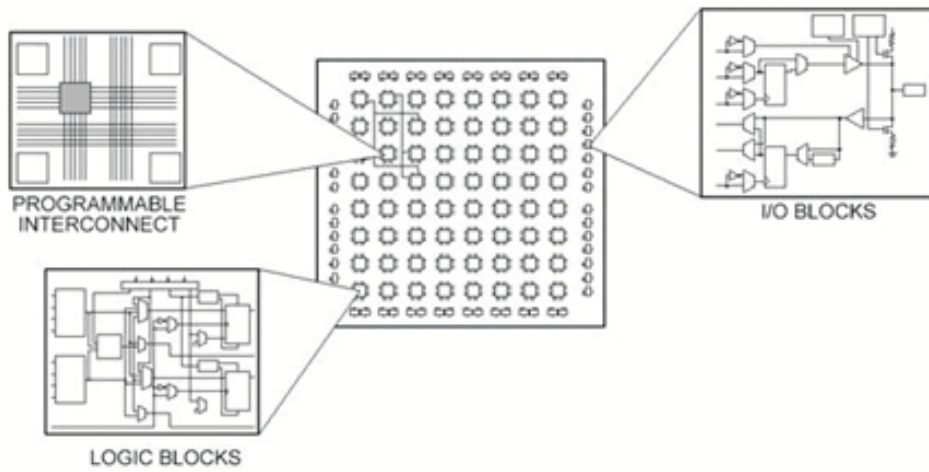 PROGRAMMABLE
INTERCONNECT
I/O BLOCKS
LOGIC BLOCKS